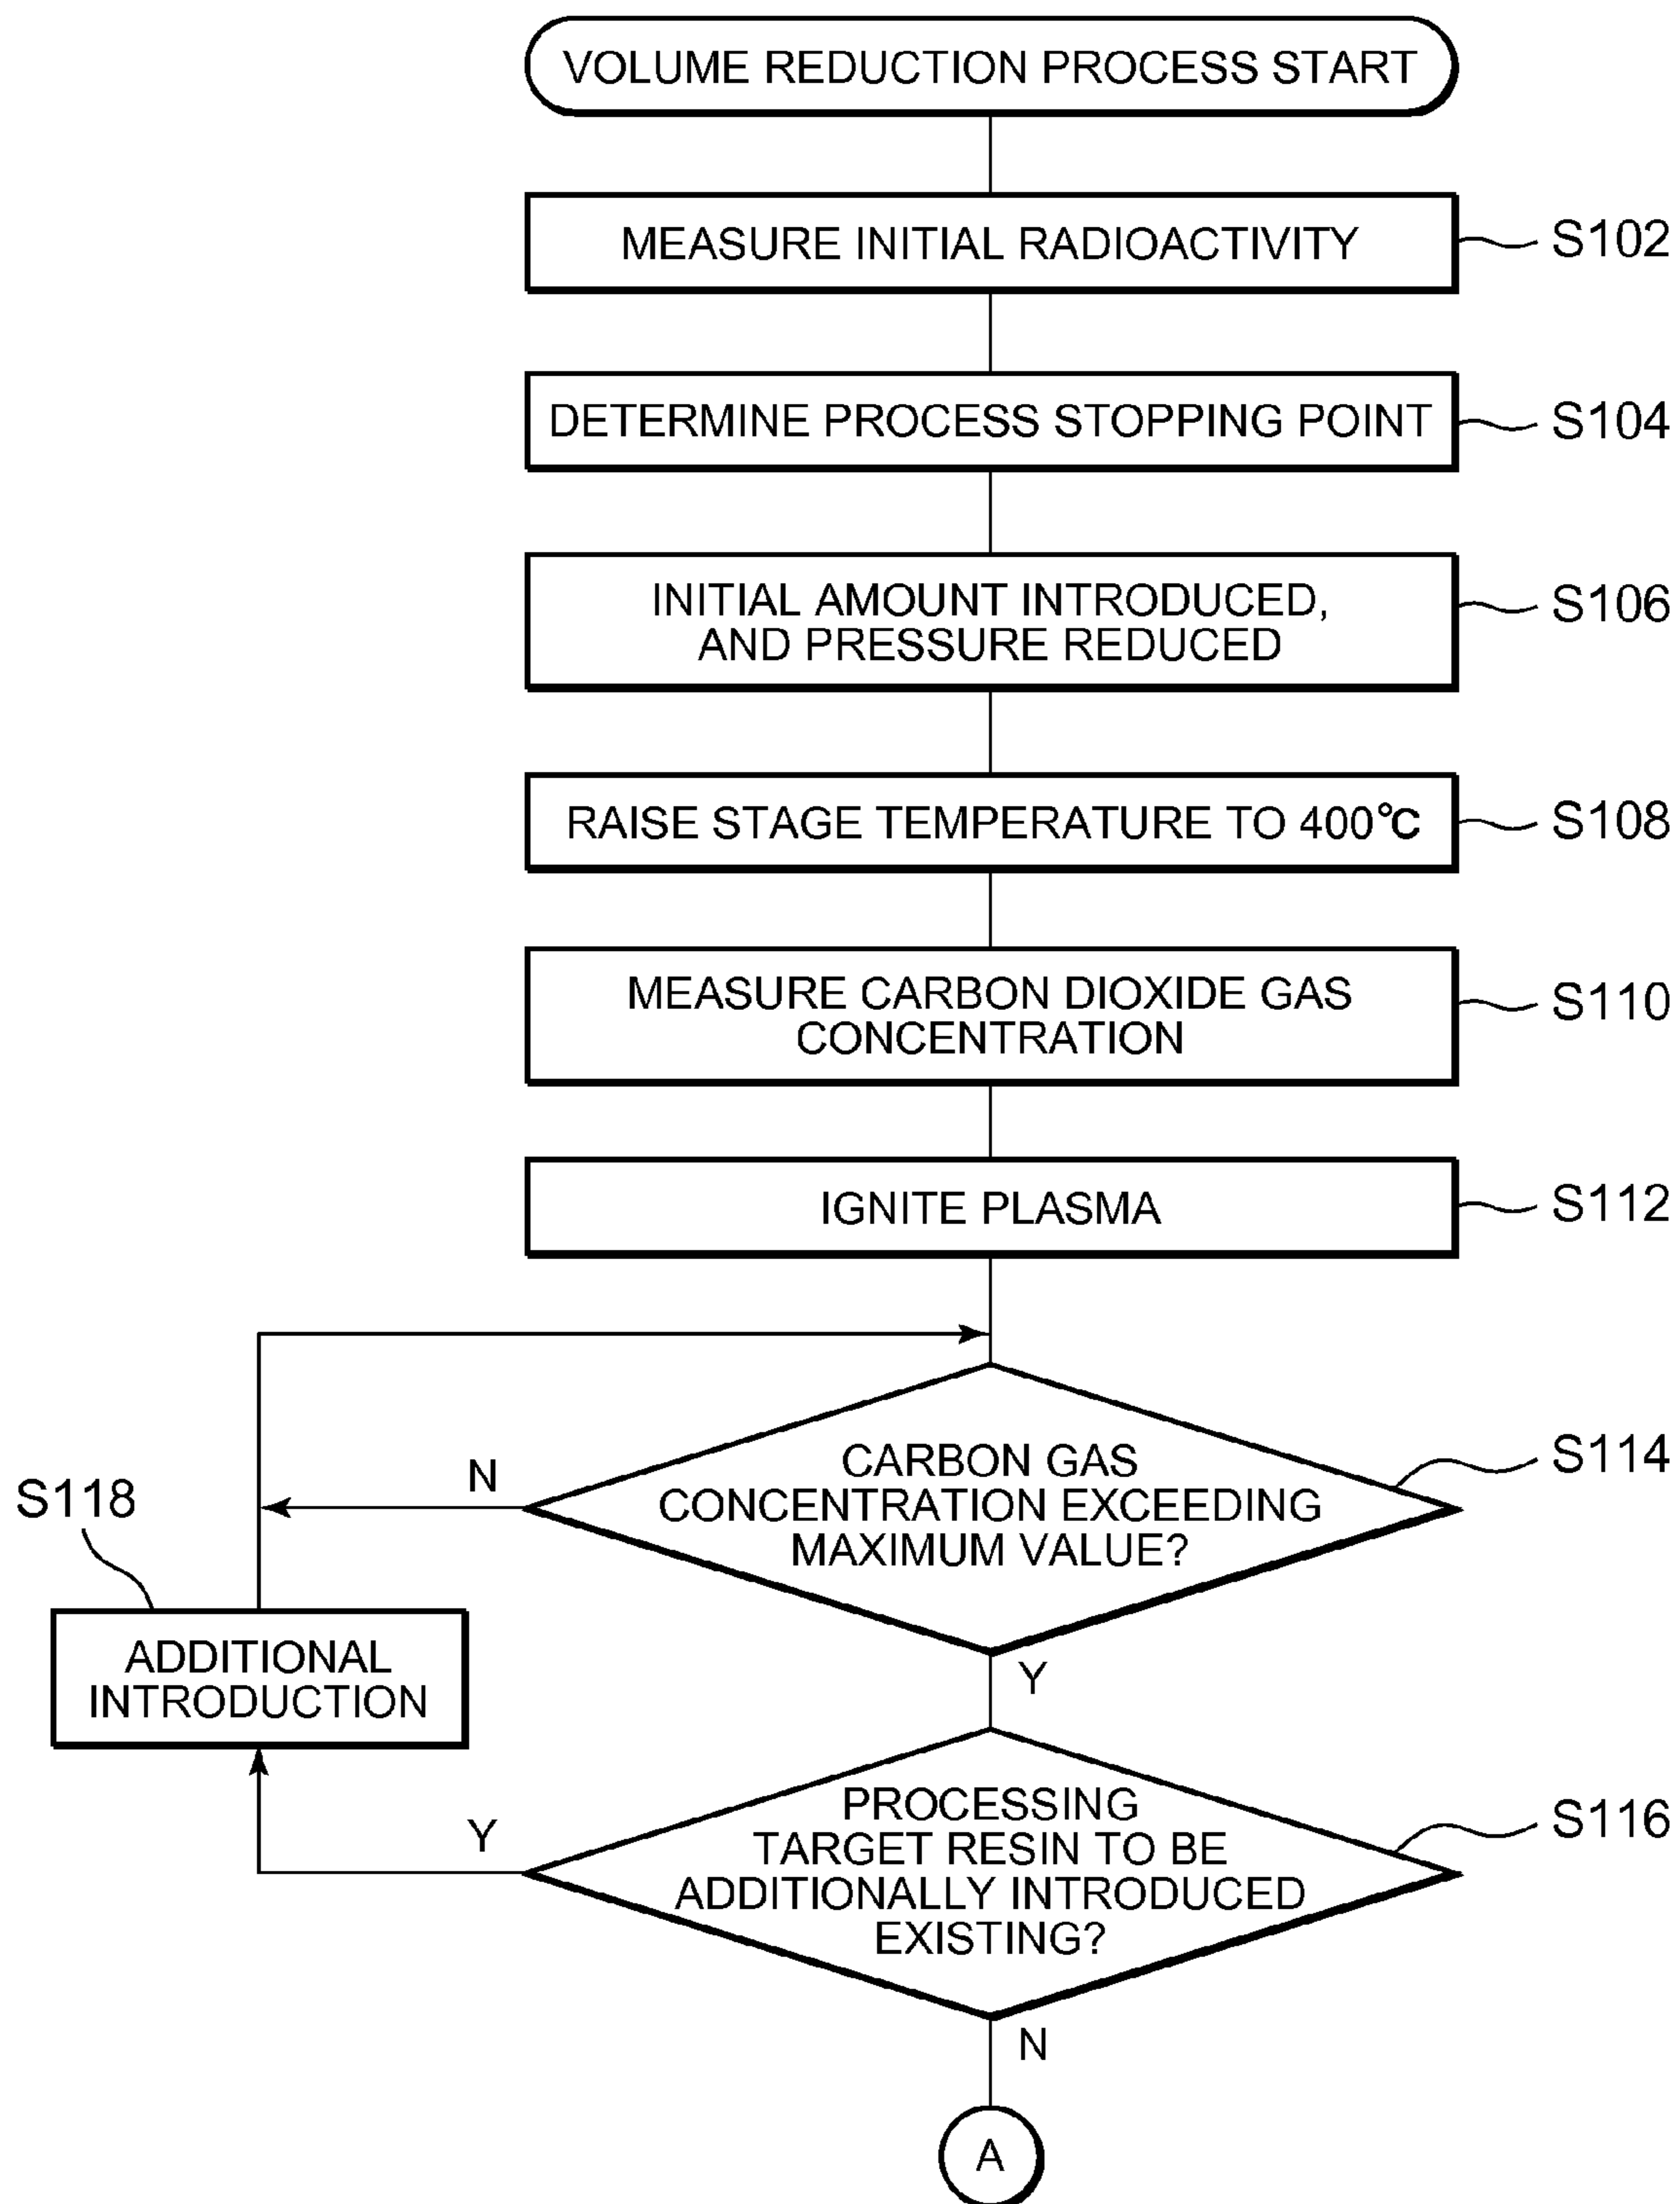 VOLUME REDUCTION PROCESS START
MEASURE INITIAL RADIOACTIVITY
S102
DETERMINE PROCESS STOPPING POINT
S104
INITIAL AMOUNT INTRODUCED,
AND PRESSURE REDUCED
S106
RAISE STAGE TEMPERATURE TO 400℃
S108
MEASURE CARBON DIOXIDE GAS
CONCENTRATION
S110
IGNITE PLASMA
S112
CARBON GAS
CONCENTRATION EXCEEDING
MAXIMUM VALUE?
S114
N
Y
S118
ADDITIONAL
INTRODUCTION
PROCESSING
TARGET RESIN TO BE
ADDITIONALLY INTRODUCED
EXISTING?
S116
Y
N
A